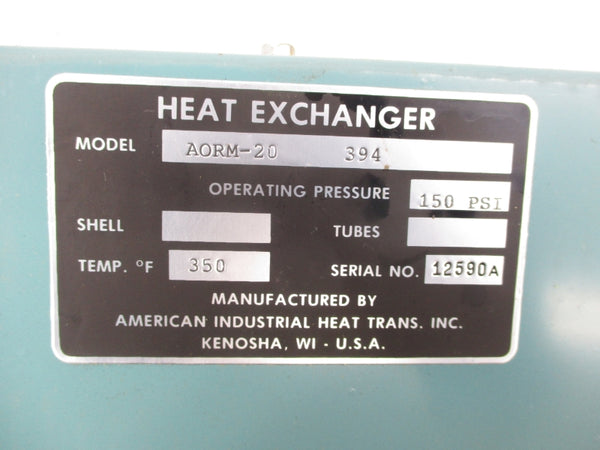 HEAT EXCHANGER
MODEL AORM-20 394
OPERATING PRESSURE 150 PSI
SHELL TUBES
TEMP. °F 350 SERIAL NO. 12590A
MANUFACTURED BY
AMERICAN INDUSTRIAL HEAT TRANS. INC.
KENOSHA, WI - U.S.A.